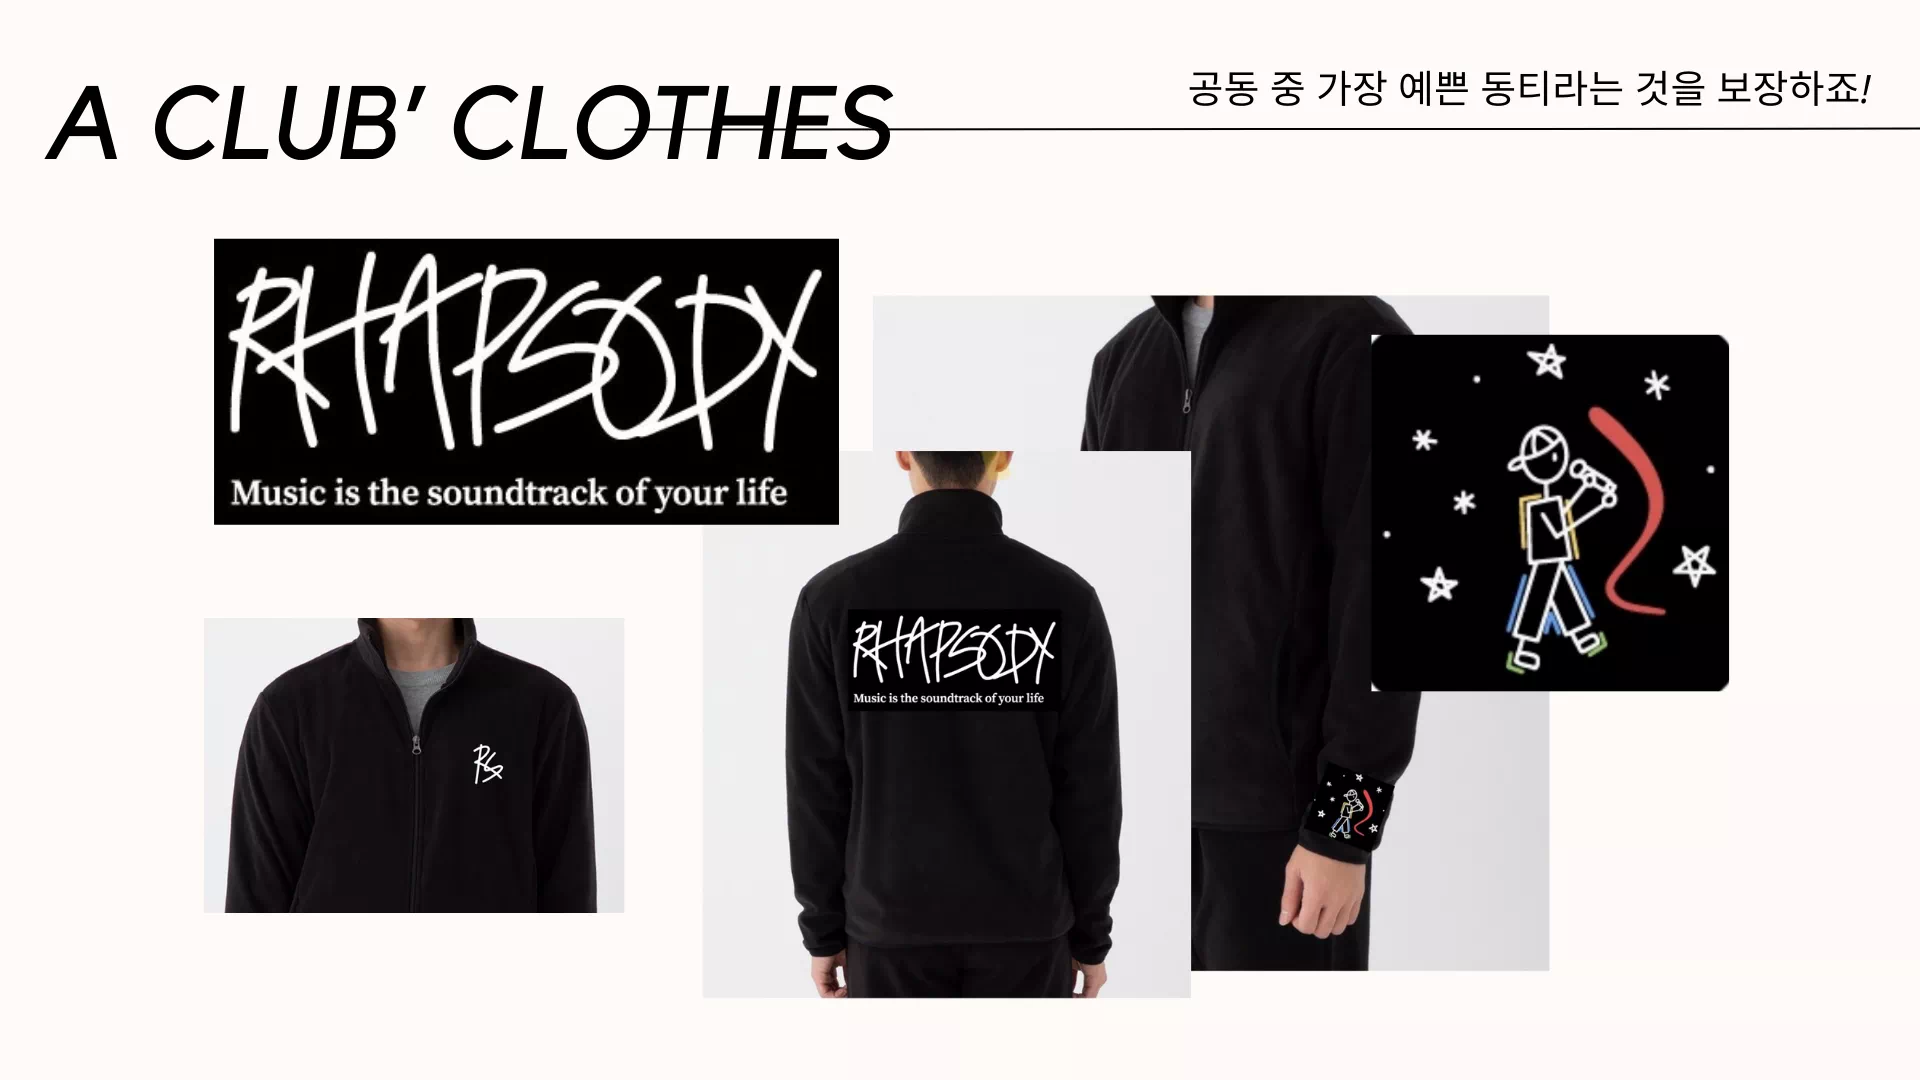 A CLUB' CLOTHES
공동 중 가장 예쁜 동티라는 것을 보장하죠!
RHAPSODY
Music is the soundtrack of your life
RHAPSODY
Music is the soundtrack of your life